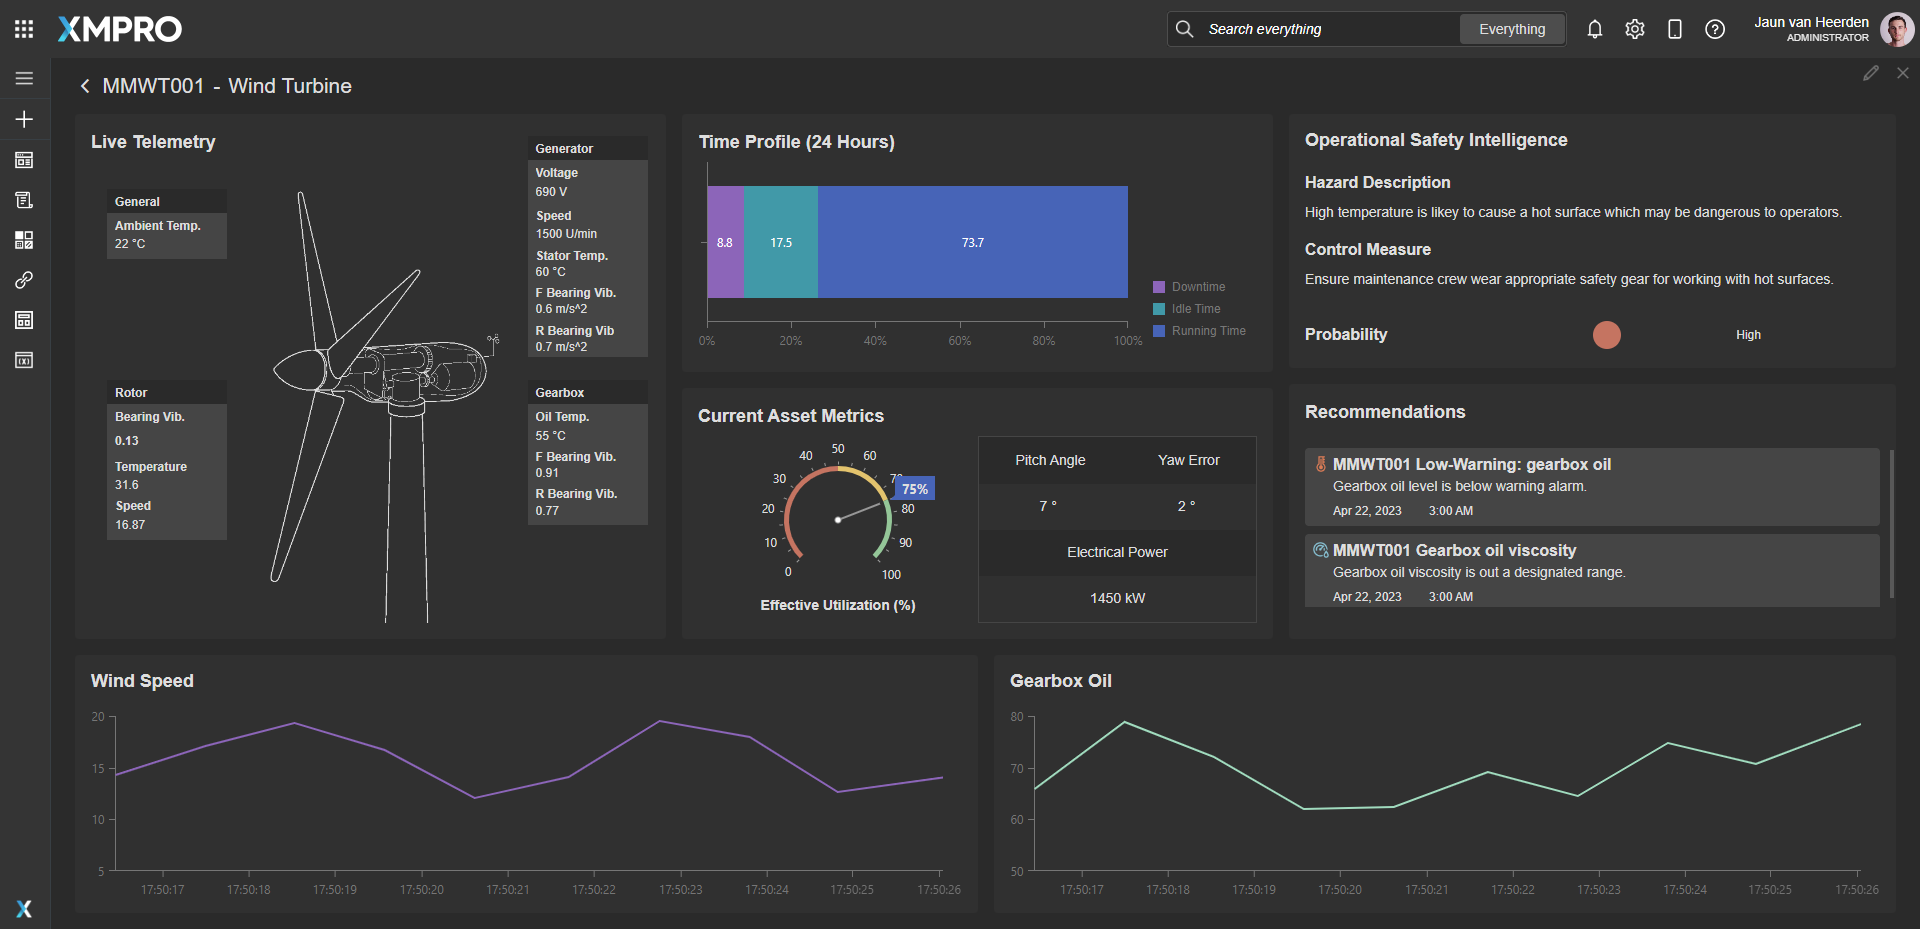 XMPRO
Search everything
Everything
Jaun van Heerden
ADMINISTRATOR
MMWT001 - Wind Turbine
Live Telemetry
General
Ambient Temp.
22 °C
Generator
Voltage
690 V
Speed
1500 U/min
Stator Temp.
60 °C
F Bearing Vib.
0.6 m/s^2
R Bearing Vib
0.7 m/s^2
Rotor
Bearing Vib.
0.13
Temperature
31.6
Speed
16.87
Gearbox
Oil Temp.
55 °C
F Bearing Vib.
0.91
R Bearing Vib.
0.77
Time Profile (24 Hours)
8.8 17.5 73.7
Downtime
Idle Time
Running Time
0% 20% 40% 60% 80% 100%
Current Asset Metrics
0 10 20 30 40 50 60 80 90 100
75%
Effective Utilization (%)
Pitch Angle Yaw Error
7 ° 2 °
Electrical Power
1450 kW
Operational Safety Intelligence
Hazard Description
High temperature is likey to cause a hot surface which may be dangerous to operators.
Control Measure
Ensure maintenance crew wear appropriate safety gear for working with hot surfaces.
Probability High
Recommendations
MMWT001 Low-Warning: gearbox oil
Gearbox oil level is below warning alarm.
Apr 22, 2023 3:00 AM
MMWT001 Gearbox oil viscosity
Gearbox oil viscosity is out a designated range.
Apr 22, 2023 3:00 AM
Wind Speed
20
15
10
5
17:50:17 17:50:18 17:50:19 17:50:20 17:50:21 17:50:22 17:50:23 17:50:24 17:50:25 17:50:26
Gearbox Oil
80
70
60
50
17:50:17 17:50:18 17:50:19 17:50:20 17:50:21 17:50:22 17:50:23 17:50:24 17:50:25 17:50:26